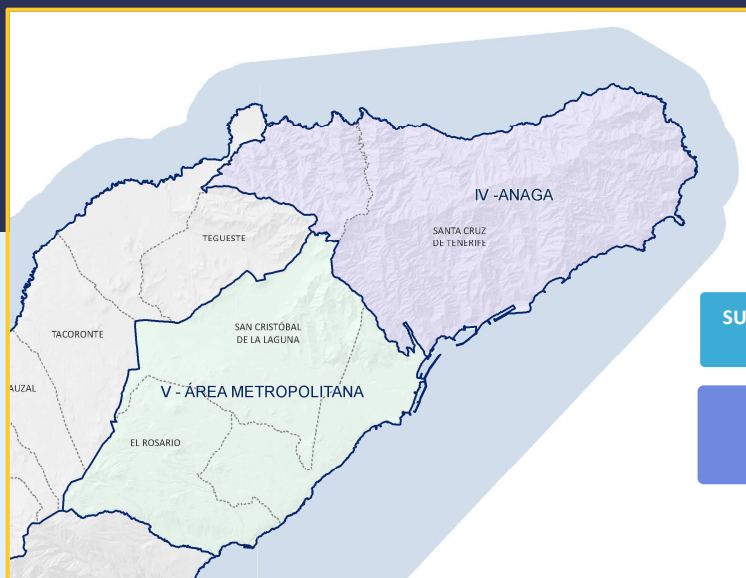 IV -ANAGA
SANTA CRUZ
DE TENERIFE
TEGUESTE
SAN CRISTÓBAL
DE LA LAGUNA
TACORONTE
V - ÁREA METROPOLITANA
AUZAL
EL ROSARIO
SU